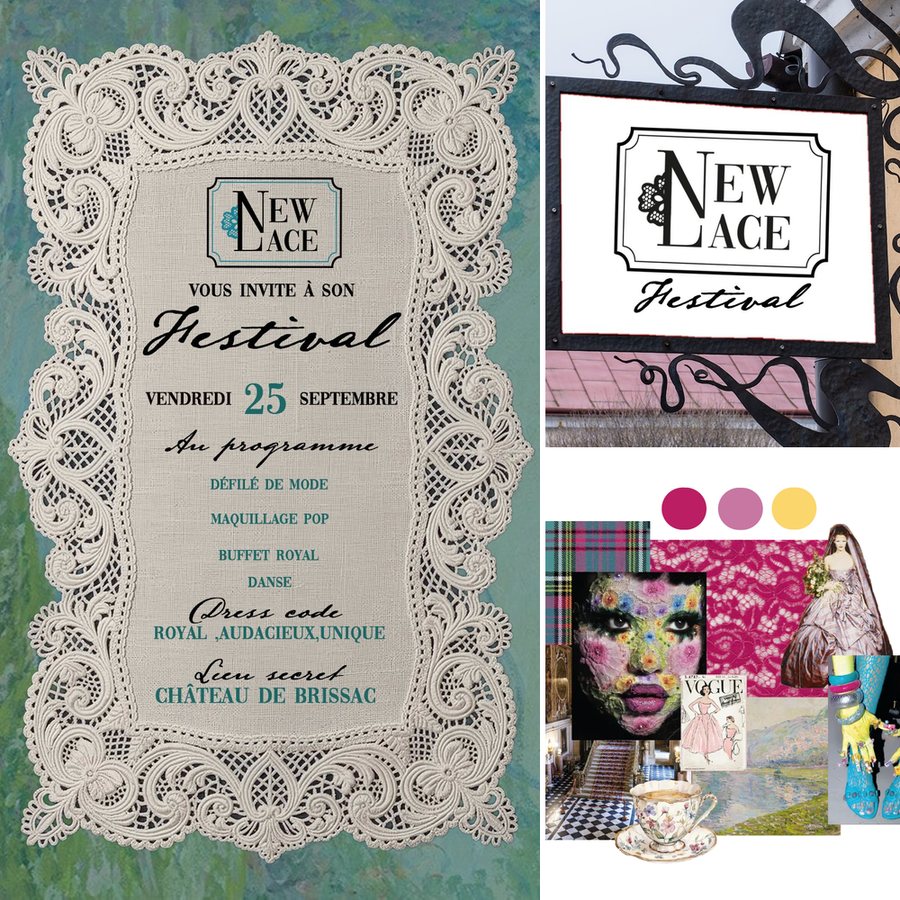 NEW
LACE
VOUS INVITE À SON
Festival
VENDREDI 25 SEPTEMBRE
Au programme
DÉFILÉ DE MODE
MAQUILLAGE POP
BUFFET ROYAL
DANSE
Dress code
ROYAL ,AUDACIEUX,UNIQUE
Lieu secret
CHÂTEAU DE BRISSAC
NEW
LACE
Festival
VOGUE